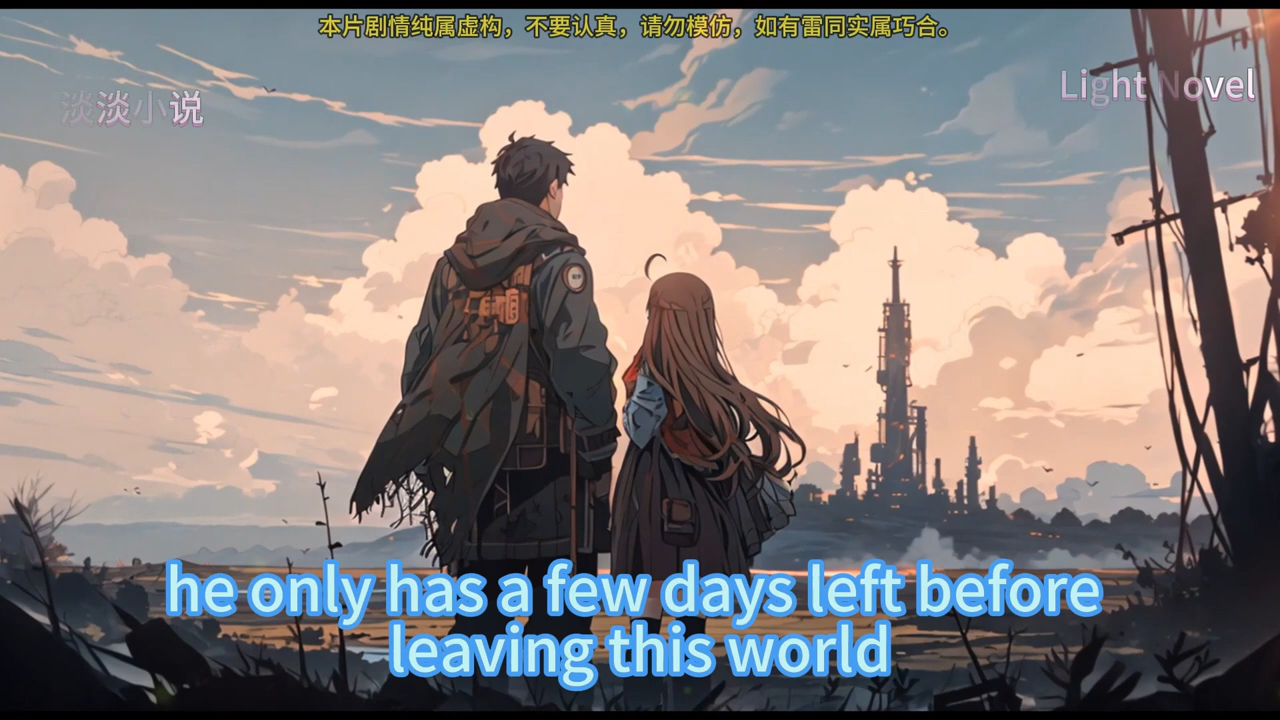 本片剧情纯属虚构，不要认真，请勿模仿，如有雷同实属巧合。
淡淡小说
Light Novel
he only has a few days left before
leaving this world